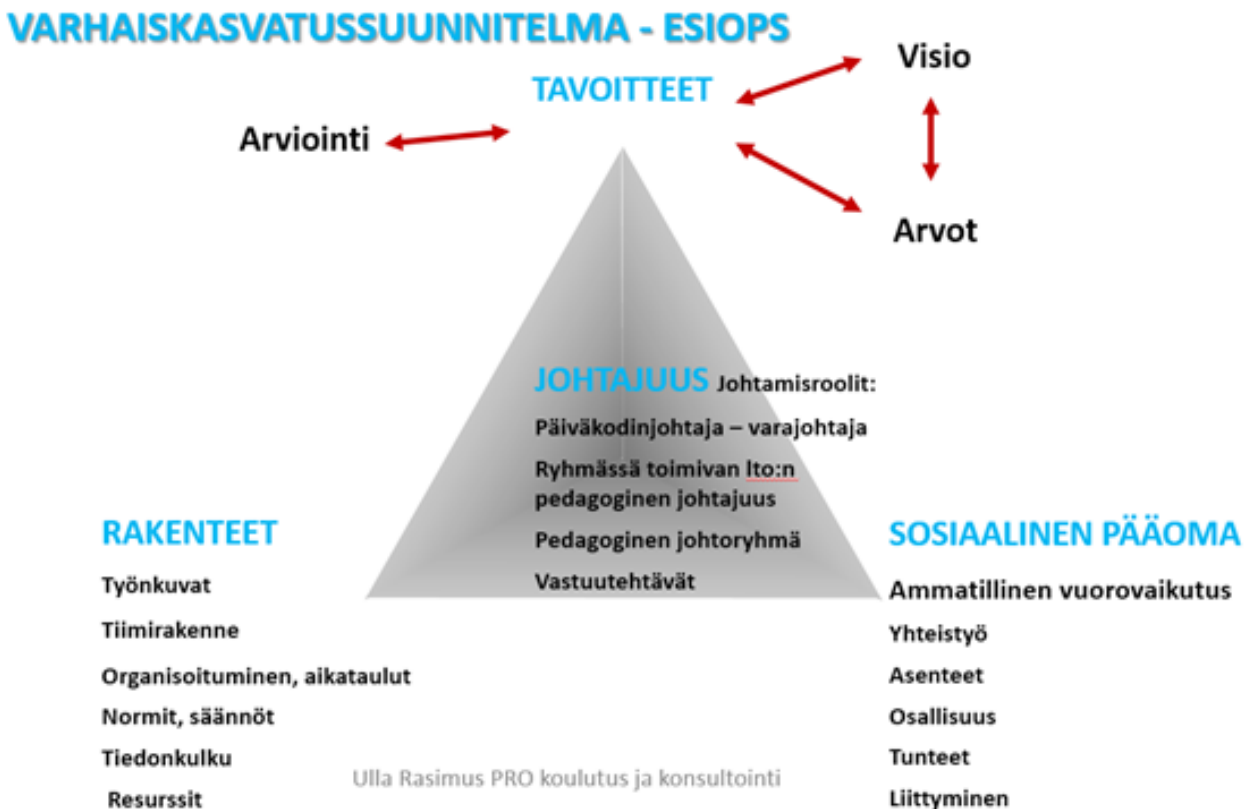 VARHAISKASVATUSSUUNNITELMA - ESIOPS
Visio
TAVOITTEET
Arviointi
Arvot
JOHTAJUUS Johtamisroolit:
Päiväkodinjohtaja – varajohtaja
Ryhmässä toimivan lto:n
pedagoginen johtajuus
Pedagoginen johtoryhmä
Vastuutehtävät
RAKENTEET
Työnkuvat
Tiimirakenne
Organisoituminen, aikataulut
Normit, säännöt
Tiedonkulku
Resurssit
SOSIAALINEN PÄÄOMA
Ammatillinen vuorovaikutus
Yhteistyö
Asenteet
Osallisuus
Tunteet
Liittyminen
Ulla Rasimus PRO koulutus ja konsultointi